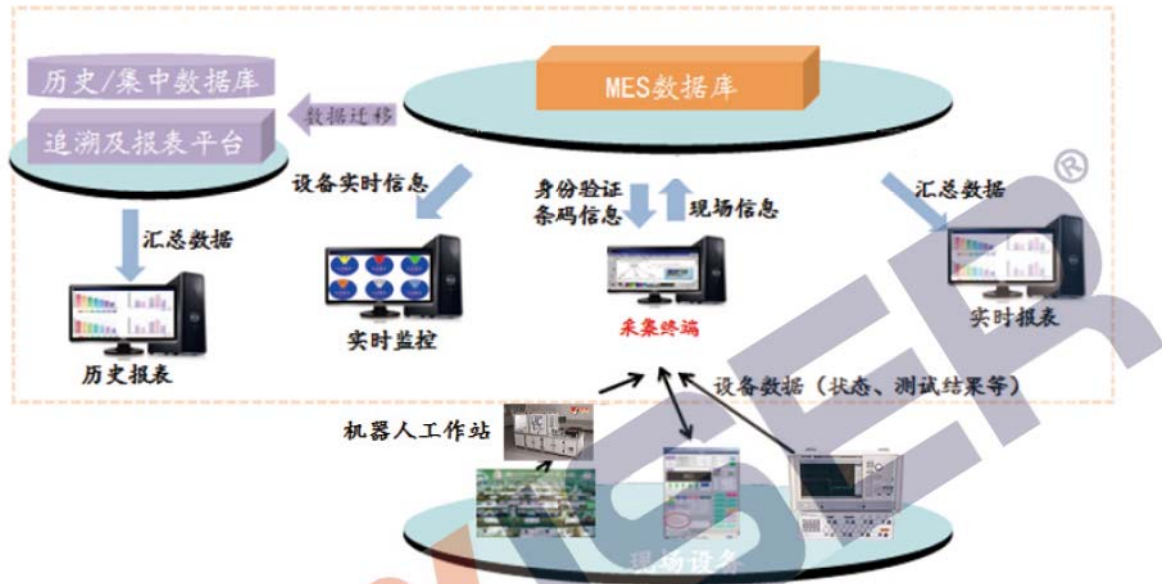 历史/集中数据库
MES数据库
数据迁移
追溯及报表平台
设备实时信息
身份验证
条码信息
现场信息
汇总数据
汇总数据
®
实时监控
采集终端
实时报表
历史报表
设备数据（状态、测试结果等）
机器人工作站
现场设备